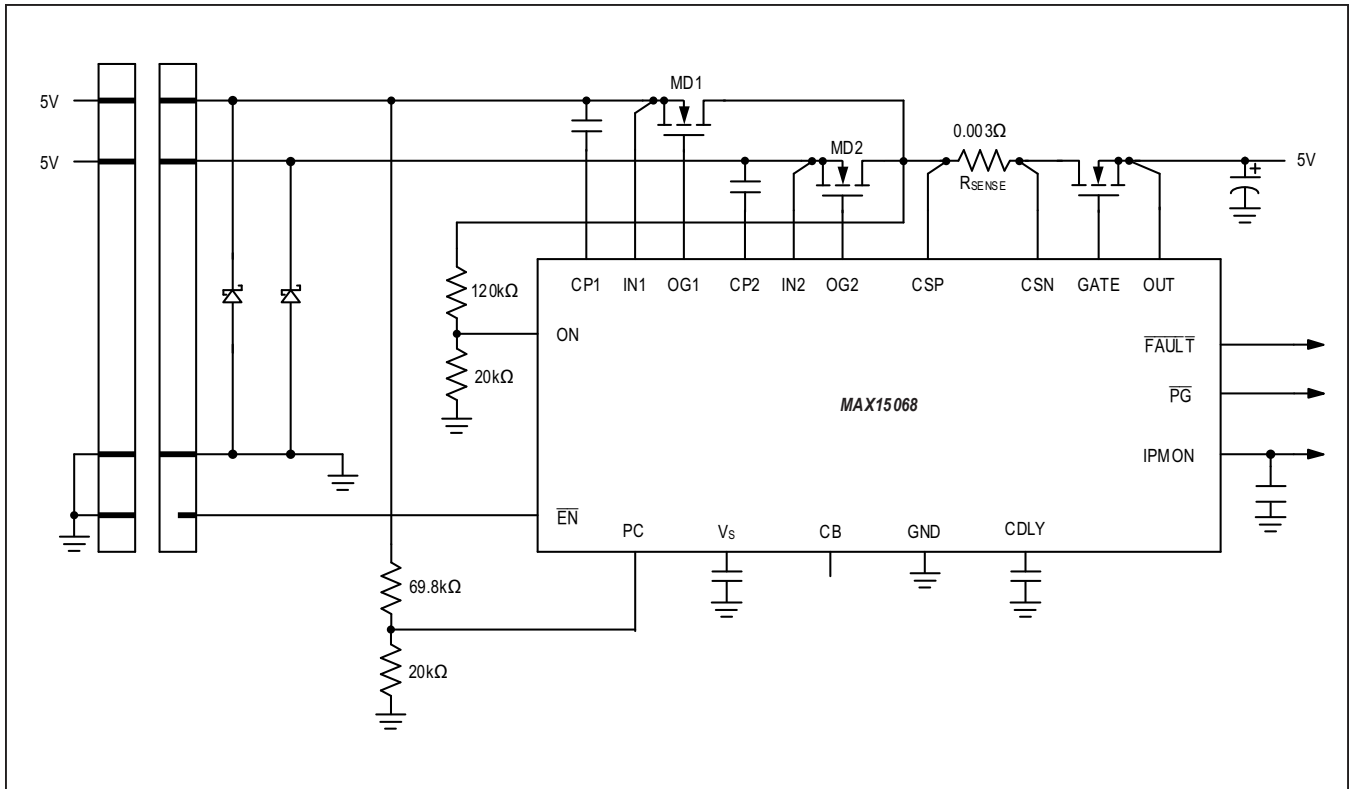 MD1
5V
0.003Ω
MD2
5V
5V
RSENSE
CP1 IN1 OG1 CP2 IN2 OG2 CSP CSN GATE OUT
120kΩ
ON
FAULT
20kΩ
PG
MAX15068
IPMON
EN
PC VS CB GND CDLY
69.8kΩ
20kΩ